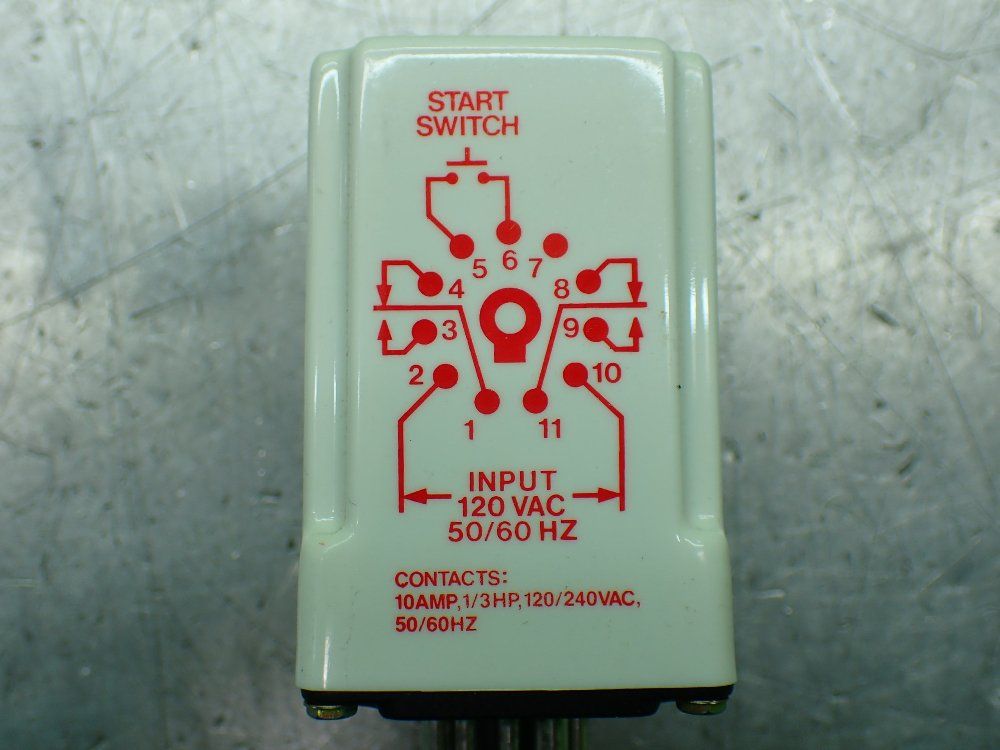 START
SWITCH
5 6 7
4 8
3 9
2 10
1 11
INPUT
120 VAC
50/60 HZ
CONTACTS:
10AMP,1/3HP,120/240VAC,
50/60HZ